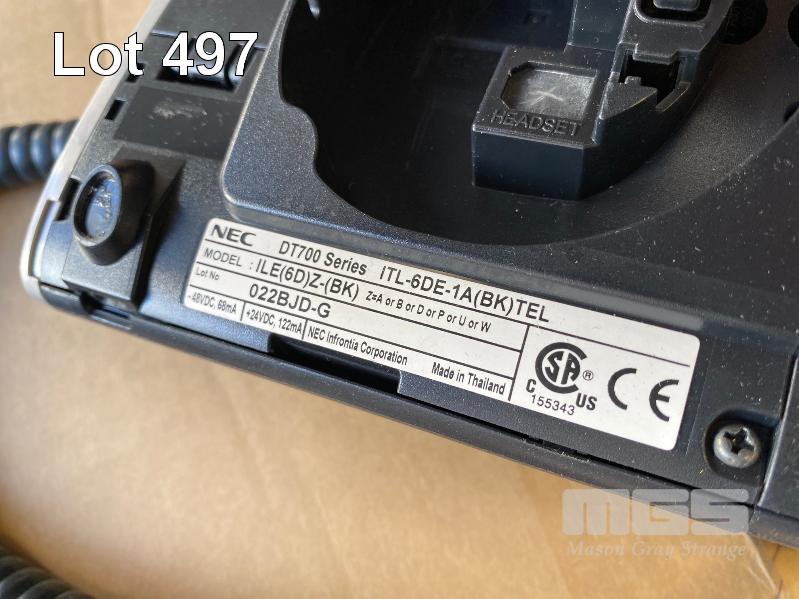 Lot 497
HEADSET
NEC DT700 Series ITL-6DE-1A(BK)TEL
MODEL : ILE(6D)Z-(BK) Z=A or B or D or P or U or W
Lot No 022BJD-G
-48VDC, 68mA +24VDC, 122mA NEC Infrontia Corporation Made in Thailand
C SA ® US
155343
CE
MGS
Mason Gray Strange